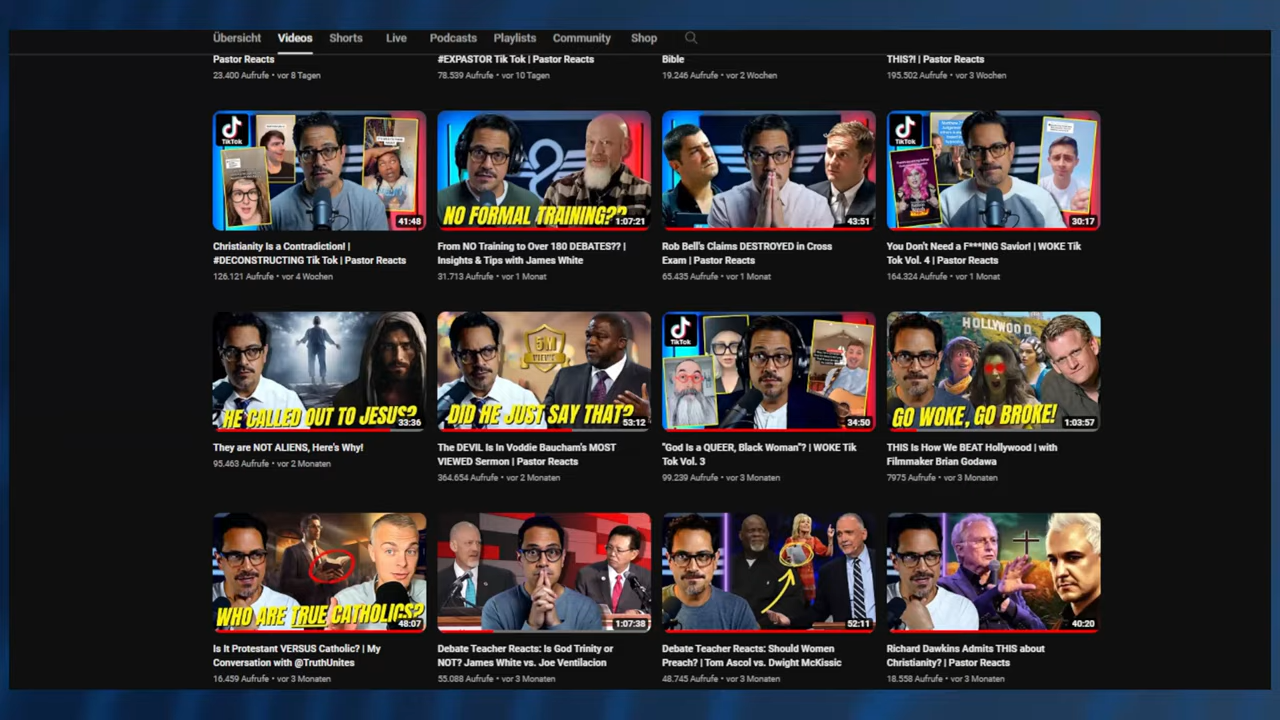 Übersicht Videos Shorts Live Podcasts Playlists Community Shop
Pastor Reacts
23.400 Aufrufe • vor 8 Tagen
#EXPASTOR Tik Tok | Pastor Reacts
78.539 Aufrufe • vor 10 Tagen
Bible
19.246 Aufrufe • vor 2 Wochen
THIS?! | Pastor Reacts
195.502 Aufrufe • vor 3 Wochen
TikTok
41:48
Christianity Is a Contradiction! |
#DECONSTRUCTING Tik Tok | Pastor Reacts
126.121 Aufrufe • vor 4 Wochen
NO FORMAL TRAINING??
1:07:21
From NO Training to Over 180 DEBATES?? |
Insights & Tips with James White
31.713 Aufrufe • vor 1 Monat
43:51
Rob Bell's Claims DESTROYED in Cross
Exam | Pastor Reacts
65.435 Aufrufe • vor 1 Monat
TikTok
30:17
You Don't Need a F***ING Savior! | WOKE Tik
Tok Vol. 4 | Pastor Reacts
164.324 Aufrufe • vor 1 Monat
HE CALLED OUT TO JESUS?
33:36
They are NOT ALIENS, Here's Why!
95.463 Aufrufe • vor 2 Monaten
5M
VIEWS
DID HE JUST SAY THAT?
53:12
The DEVIL Is In Voddie Baucham's MOST
VIEWED Sermon | Pastor Reacts
364.654 Aufrufe • vor 2 Monaten
TikTok
34:50
"God Is a QUEER, Black Woman"? | WOKE Tik
Tok Vol. 3
99.239 Aufrufe • vor 3 Monaten
HOLLYWOOD
GO WOKE, GO BROKE!
1:03:57
THIS Is How We BEAT Hollywood | with
Filmmaker Brian Godawa
7975 Aufrufe • vor 3 Monaten
WHO ARE TRUE CATHOLICS?
48:07
Is It Protestant VERSUS Catholic? | My
Conversation with @TruthUnites
16.459 Aufrufe • vor 3 Monaten
1:07:38
Debate Teacher Reacts: Is God Trinity or
NOT? James White vs. Joe Ventilacion
55.088 Aufrufe • vor 3 Monaten
52:11
Debate Teacher Reacts: Should Women
Preach? | Tom Ascol vs. Dwight McKissic
48.745 Aufrufe • vor 3 Monaten
40:20
Richard Dawkins Admits THIS about
Christianity? | Pastor Reacts
18.558 Aufrufe • vor 3 Monaten